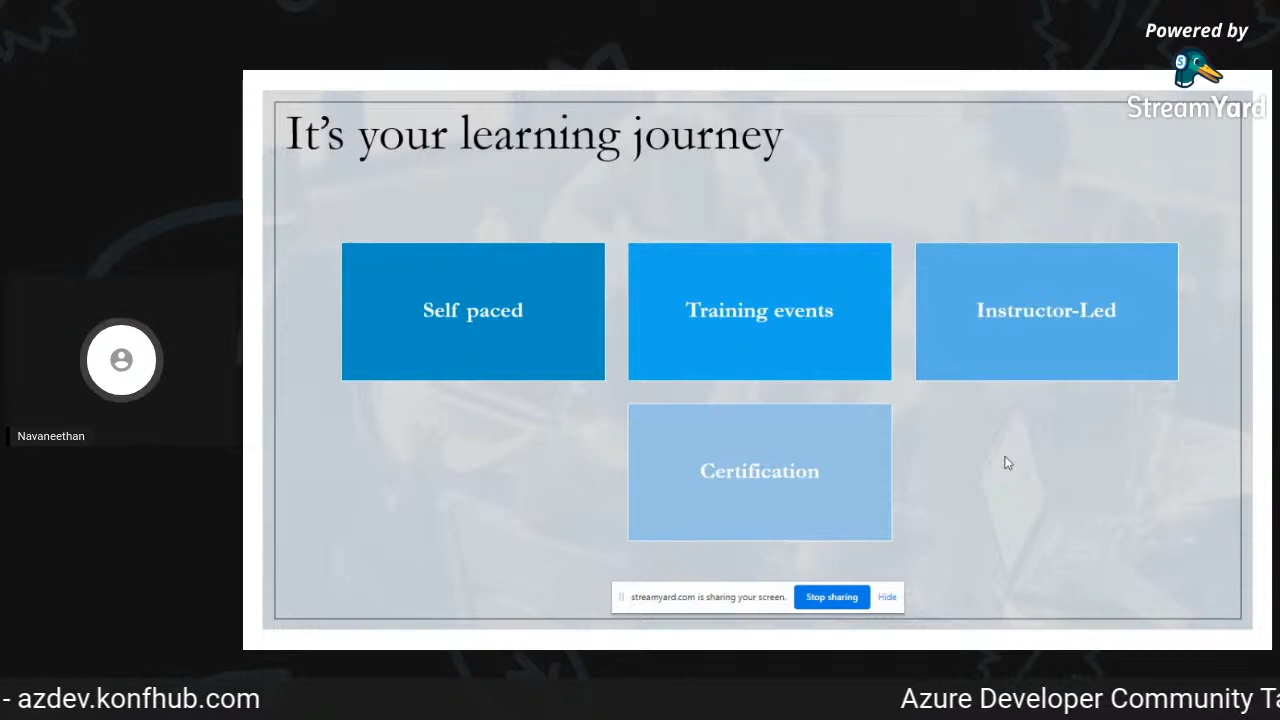 Powered by
StreamYard
It's your learning journey
Self paced
Training events
Instructor-Led
Certification
Navaneethan
streamyard.com is sharing your screen.
Stop sharing
Hide
- azdev.konfhub.com
Azure Developer Community Ta